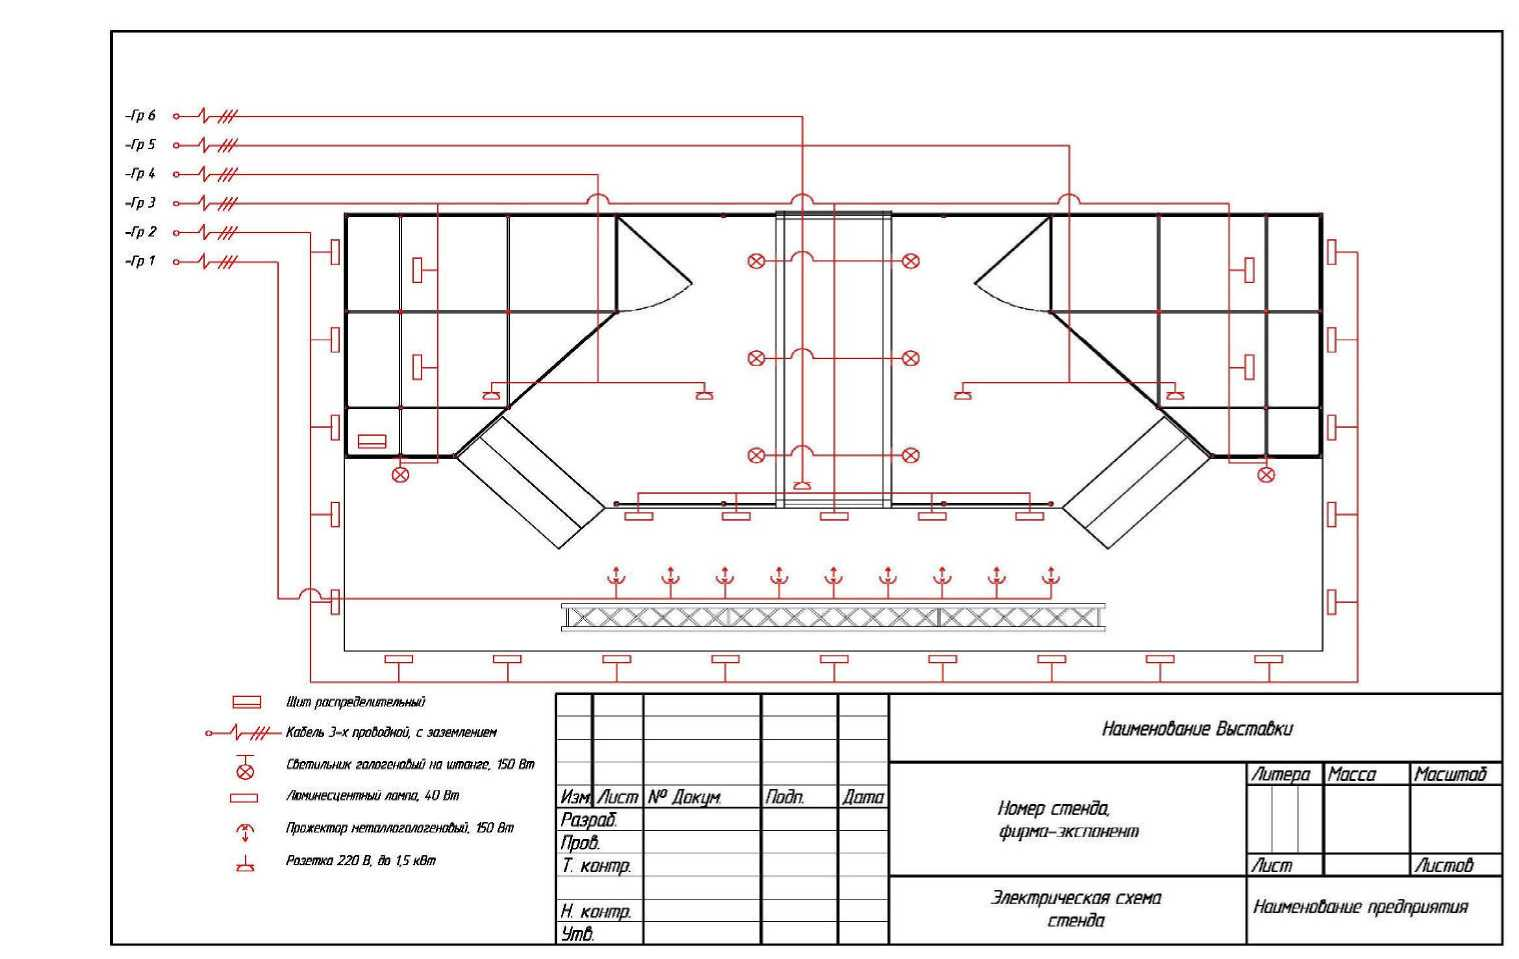 -Гр 6
-Гр 5
-Гр 4
-Гр 3
-Гр 2
-Гр 1
Щит распределительный
Кабель 3-х проводной, с заземлением
Светильник галогеновый на штанге, 150 Вт
Люминесцентный лампа, 40 Вт
Прожектор металлогалогеновый, 150 Вт
Розетка 220 В, до 1,5 кВт
Изм. Лист № Докум. Подп. Дата
Разраб.
Пров.
Т. контр.
Н. контр.
Утв.
Наименование Выставки
Номер стенда,
фирма-экспонент
Литера Масса Масштаб
Лист Листов
Электрическая схема
стенда
Наименование предприятия